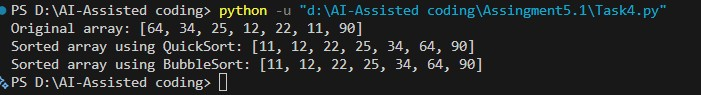 PS D:\AI-Assisted coding> python -u "d:\AI-Assisted coding\Assingment5.1\Task4.py"
Original array: [64, 34, 25, 12, 22, 11, 90]
Sorted array using QuickSort: [11, 12, 22, 25, 34, 64, 90]
Sorted array using BubbleSort: [11, 12, 22, 25, 34, 64, 90]
PS D:\AI-Assisted coding>